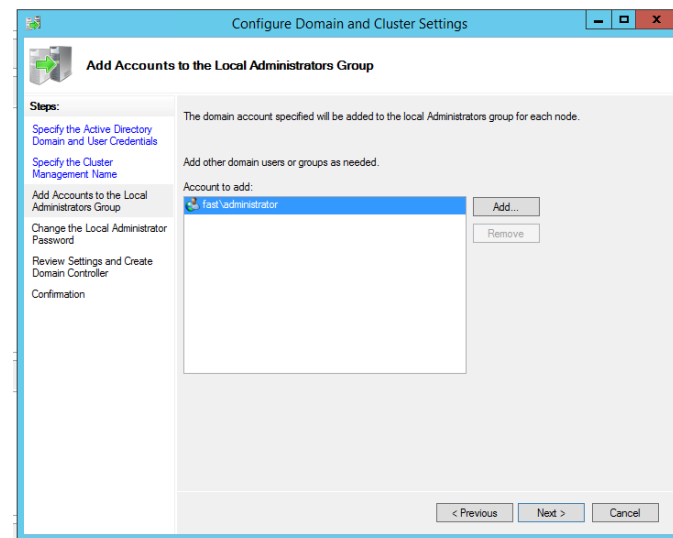 Configure Domain and Cluster Settings
Add Accounts to the Local Administrators Group
Steps:
Specify the Active Directory
Domain and User Credentials
Specify the Cluster
Management Name
Add Accounts to the Local
Administrators Group
Change the Local Administrator
Password
Review Settings and Create
Domain Controller
Confirmation
The domain account specified will be added to the local Administrators group for each node.
Add other domain users or groups as needed.
Account to add:
fast\administrator
Add...
Remove
< Previous
Next >
Cancel